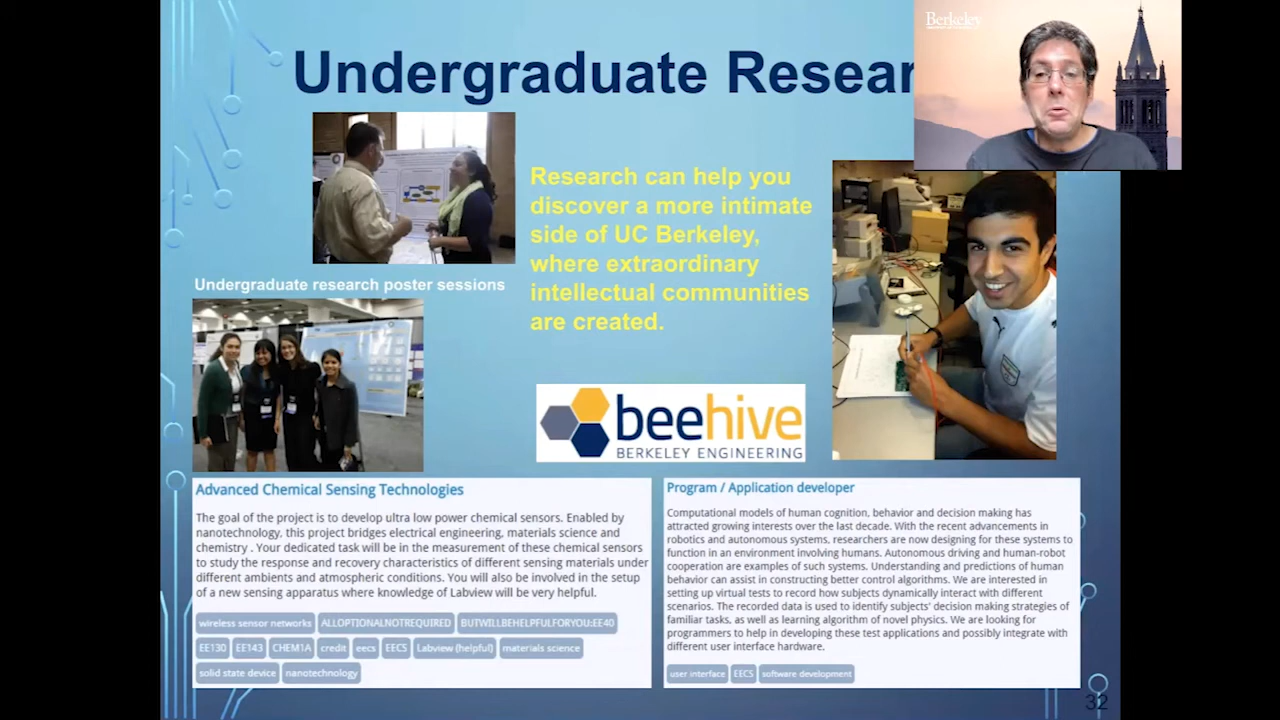 Undergraduate Resear
Berkeley
Research can help you
discover a more intimate
side of UC Berkeley,
where extraordinary
intellectual communities
are created.
Undergraduate research poster sessions
beehive
BERKELEY ENGINEERING
Advanced Chemical Sensing Technologies
The goal of the project is to develop ultra low power chemical sensors. Enabled by
nanotechnology, this project bridges electrical engineering, materials science and
chemistry . Your dedicated task will be in the measurement of these chemical sensors
to study the response and recovery characteristics of different sensing materials under
different ambients and atmospheric conditions. You will also be involved in the setup
of a new sensing apparatus where knowledge of Labview will be very helpful.
wireless sensor networks ALLOPTIONALNOTREQUIRED BUTWILLBEHELPFULFORYOU:EE40
EE130 EE143 CHEM1A credit eecs EECS Labview (helpful) materials science
solid state device nanotechnology
Program / Application developer
Computational models of human cognition, behavior and decision making has
attracted growing interests over the last decade. With the recent advancements in
robotics and autonomous systems, researchers are now designing for these systems to
function in an environment involving humans. Autonomous driving and human-robot
cooperation are examples of such systems. Understanding and predictions of human
behavior can assist in constructing better control algorithms. We are interested in
setting up virtual tests to record how subjects dynamically interact with different
scenarios. The recorded data is used to identify subjects' decision making strategies of
familiar tasks, as well as learning algorithm of novel physics. We are looking for
programmers to help in developing these test applications and possibly integrate with
different user interface hardware.
user interface EECS software development
32